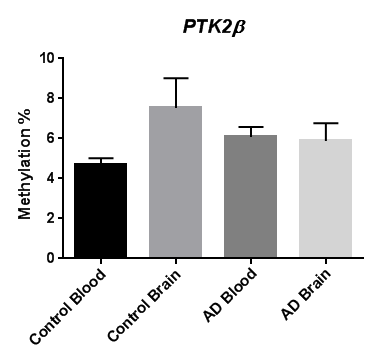 PTK2β
Methylation %
10
8
6
4
2
0
Control Blood
Control Brain
AD Blood
AD Brain